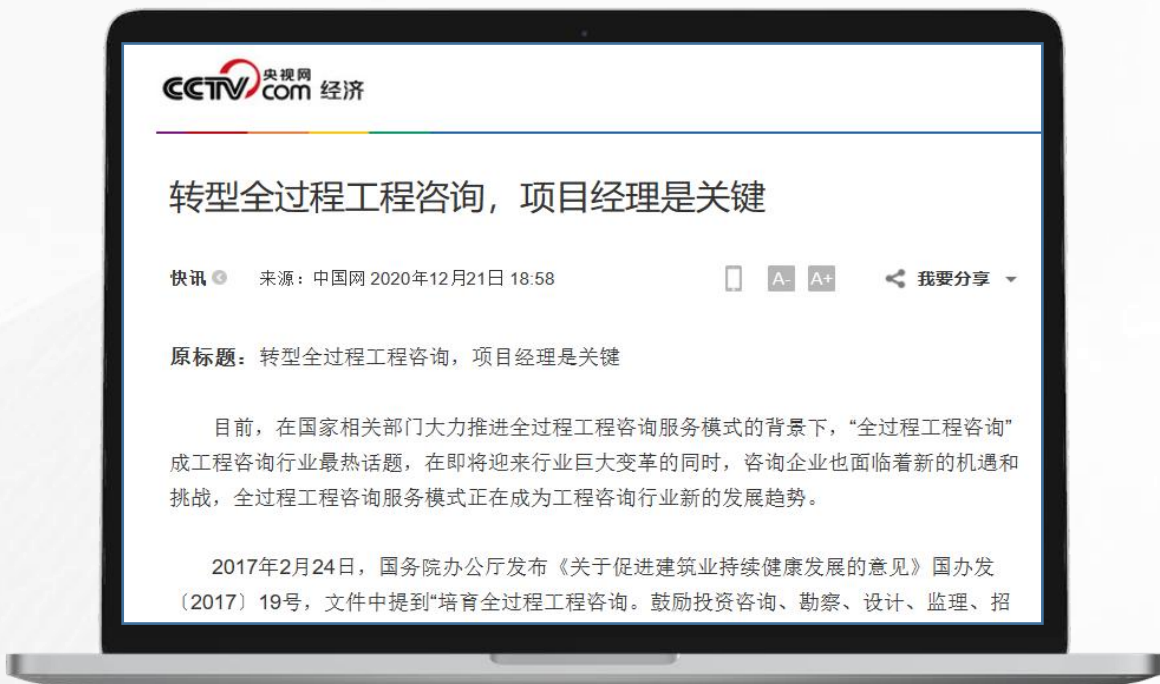 CCTV.com 央视网 经济
转型全过程工程咨询，项目经理是关键
快讯 来源：中国网 2020年12月21日 18:58 A- A+ 我要分享
原标题：转型全过程工程咨询，项目经理是关键
目前，在国家相关部门大力推进全过程工程咨询服务模式的背景下，“全过程工程咨询”
成工程咨询行业最热话题，在即将迎来行业巨大变革的同时，咨询企业也面临着新的机遇和
挑战，全过程工程咨询服务模式正在成为工程咨询行业新的发展趋势。
2017年2月24日，国务院办公厅发布《关于促进建筑业持续健康发展的意见》国办发
〔2017〕19号，文件中提到“培育全过程工程咨询。鼓励投资咨询、勘察、设计、监理、招